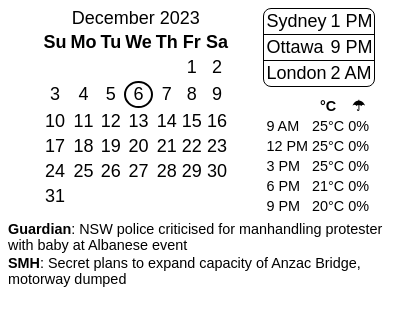 December 2023
Su Mo Tu We Th Fr Sa
1 2
3 4 5 6 7 8 9
10 11 12 13 14 15 16
17 18 19 20 21 22 23
24 25 26 27 28 29 30
31
Sydney 1 PM
Ottawa 9 PM
London 2 AM
°C ☂
9 AM 25°C 0%
12 PM 25°C 0%
3 PM 25°C 0%
6 PM 21°C 0%
9 PM 20°C 0%
Guardian: NSW police criticised for manhandling protester
with baby at Albanese event
SMH: Secret plans to expand capacity of Anzac Bridge,
motorway dumped